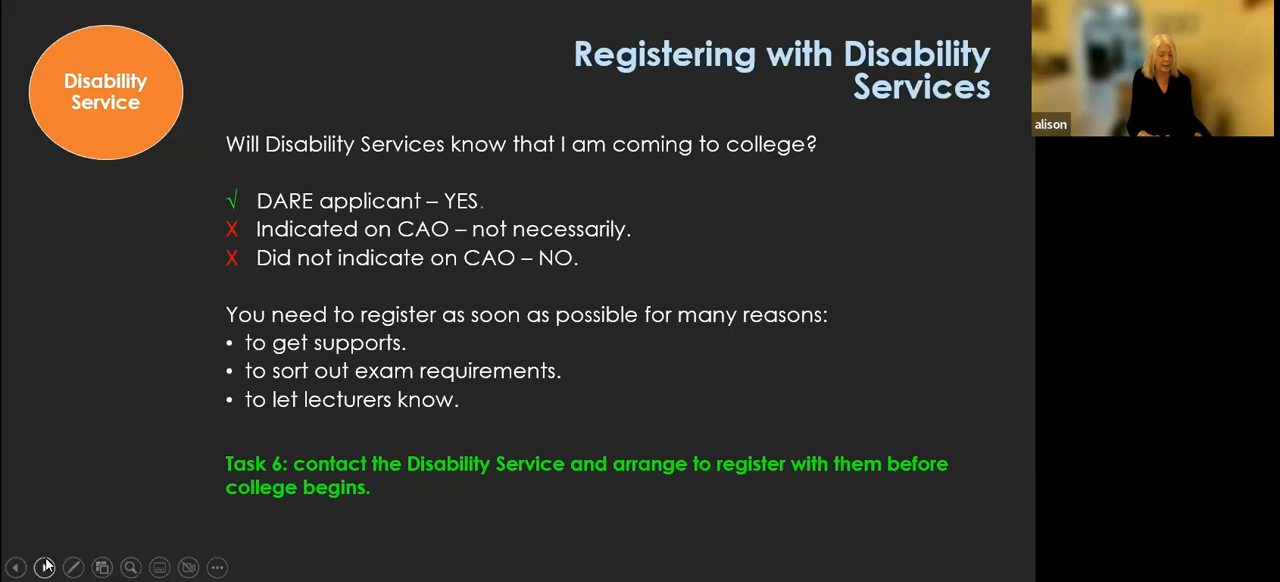 Disability
Service
Registering with Disability
Services
alison
Will Disability Services know that I am coming to college?
√ DARE applicant – YES.
X Indicated on CAO – not necessarily.
X Did not indicate on CAO – NO.
You need to register as soon as possible for many reasons:
• to get supports.
• to sort out exam requirements.
• to let lecturers know.
Task 6: contact the Disability Service and arrange to register with them before
college begins.